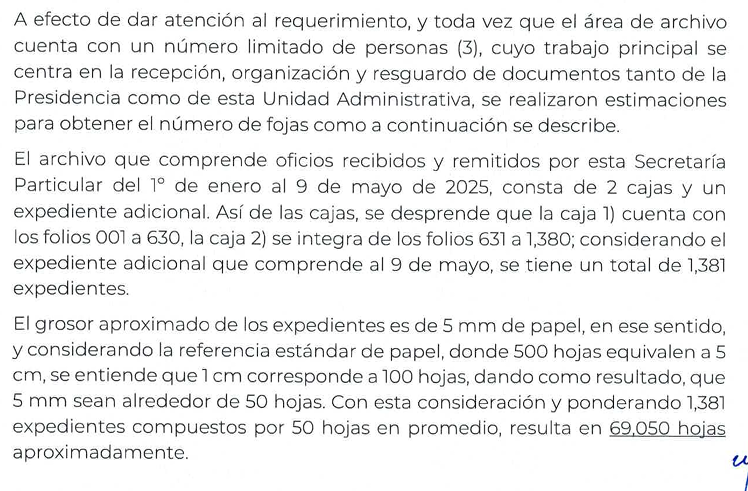 A efecto de dar atención al requerimiento, y toda vez que el área de archivo
cuenta con un número limitado de personas (3), cuyo trabajo principal se
centra en la recepción, organización y resguardo de documentos tanto de la
Presidencia como de esta Unidad Administrativa, se realizaron estimaciones
para obtener el número de fojas como a continuación se describe.
El archivo que comprende oficios recibidos y remitidos por esta Secretaría
Particular del 1º de enero al 9 de mayo de 2025, consta de 2 cajas y un
expediente adicional. Así de las cajas, se desprende que la caja 1) cuenta con
los folios 001 a 630, la caja 2) se integra de los folios 631 a 1,380; considerando el
expediente adicional que comprende al 9 de mayo, se tiene un total de 1,381
expedientes.
El grosor aproximado de los expedientes es de 5 mm de papel, en ese sentido,
y considerando la referencia estándar de papel, donde 500 hojas equivalen a 5
cm, se entiende que 1 cm corresponde a 100 hojas, dando como resultado, que
5 mm sean alrededor de 50 hojas. Con esta consideración y ponderando 1,381
expedientes compuestos por 50 hojas en promedio, resulta en 69,050 hojas
aproximadamente.